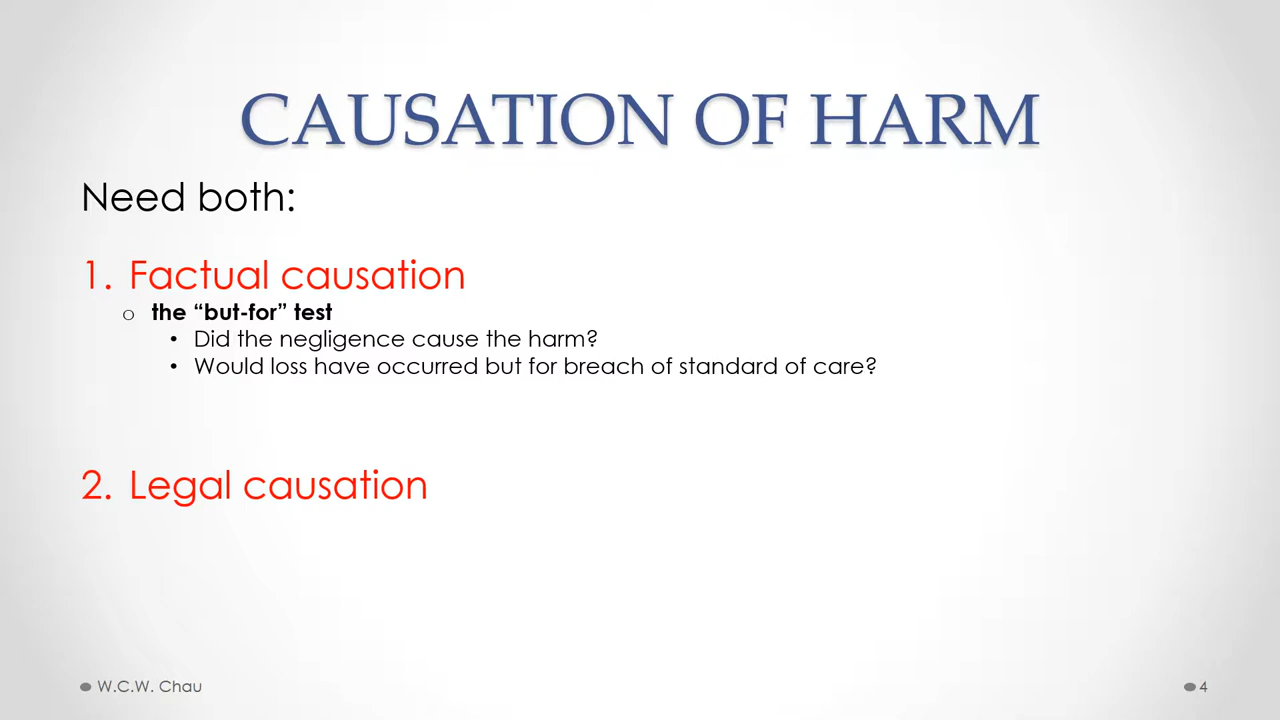 CAUSATION OF HARM
Need both:
1. Factual causation
o the “but-for” test
• Did the negligence cause the harm?
• Would loss have occurred but for breach of standard of care?
2. Legal causation
W.C.W. Chau
4